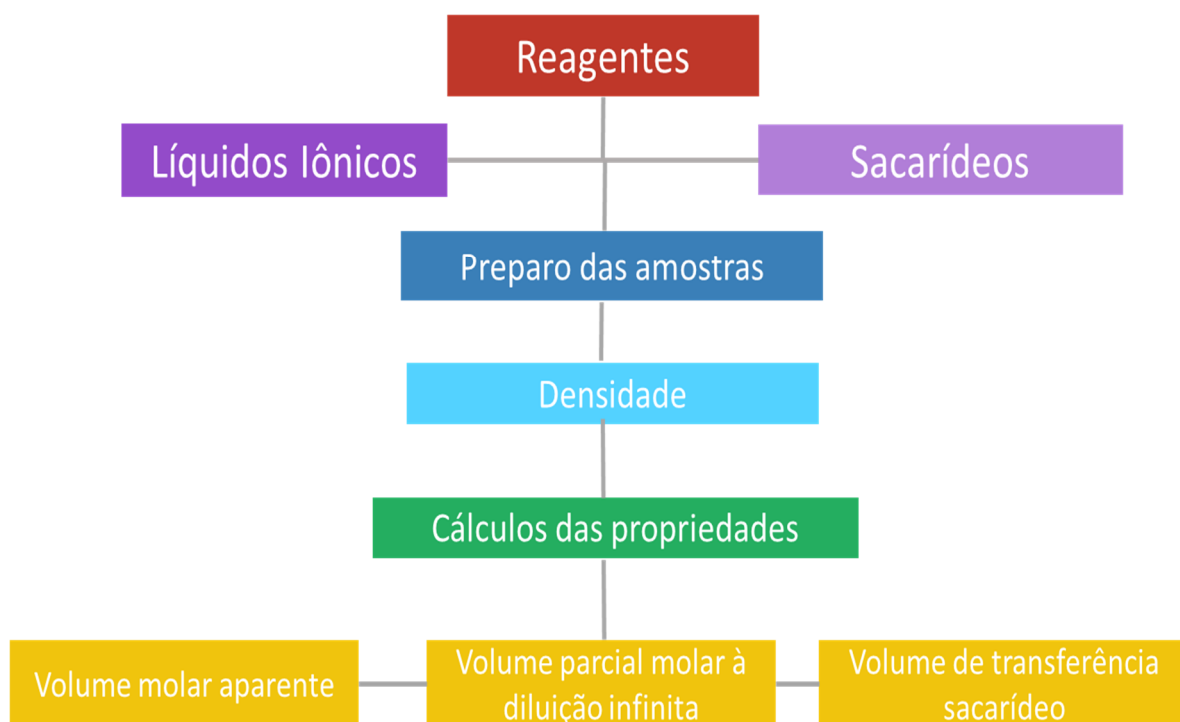 Reagentes
Líquidos Iônicos
Sacarídeos
Preparo das amostras
Densidade
Cálculos das propriedades
Volume molar aparente
Volume parcial molar à
diluição infinita
Volume de transferência
sacarídeo